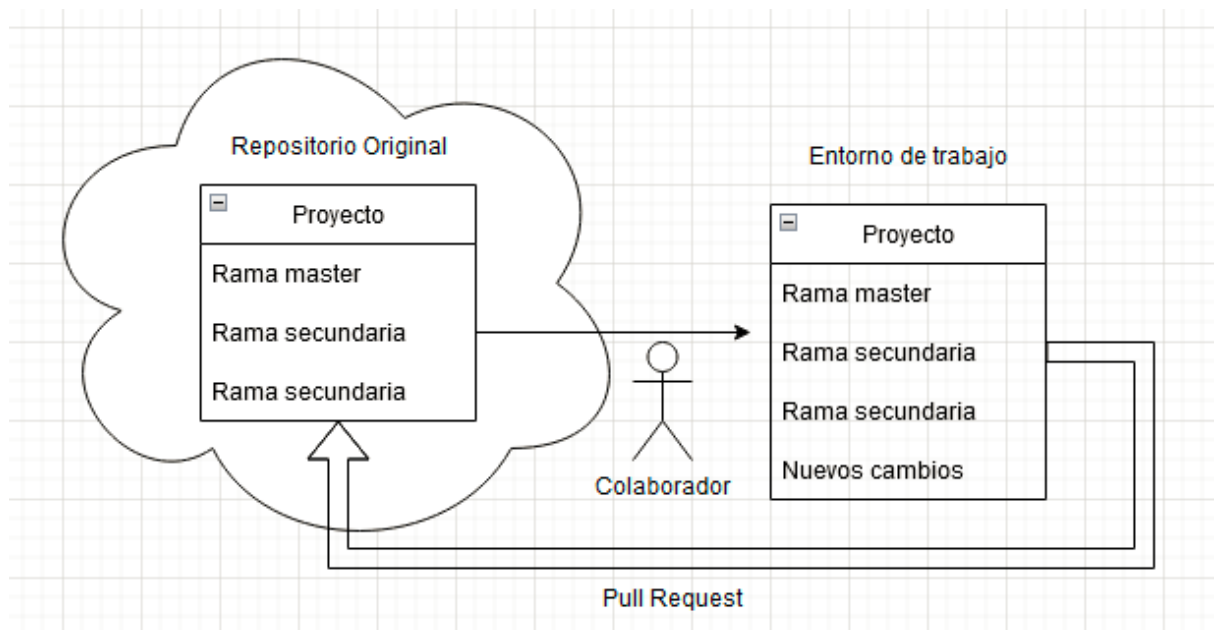 Repositorio Original
Proyecto
Rama master
Rama secundaria
Rama secundaria
Colaborador
Entorno de trabajo
Proyecto
Rama master
Rama secundaria
Rama secundaria
Nuevos cambios
Pull Request